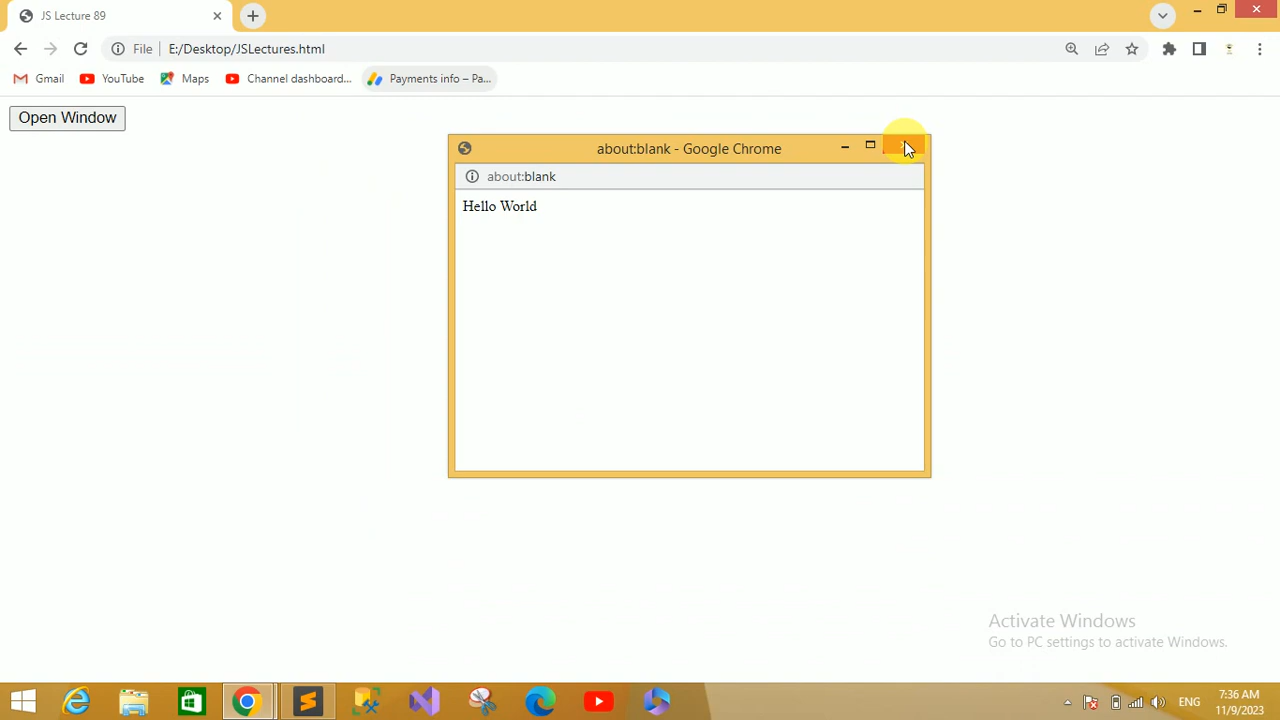 JS Lecture 89
File
E:/Desktop/JSLectures.html
Gmail
YouTube
Maps
Channel dashboard...
Payments info – Pa...
Open Window
about:blank - Google Chrome
about:blank
Hello World
Activate Windows
Go to PC settings to activate Windows.
ENG
7:36 AM
11/9/2023